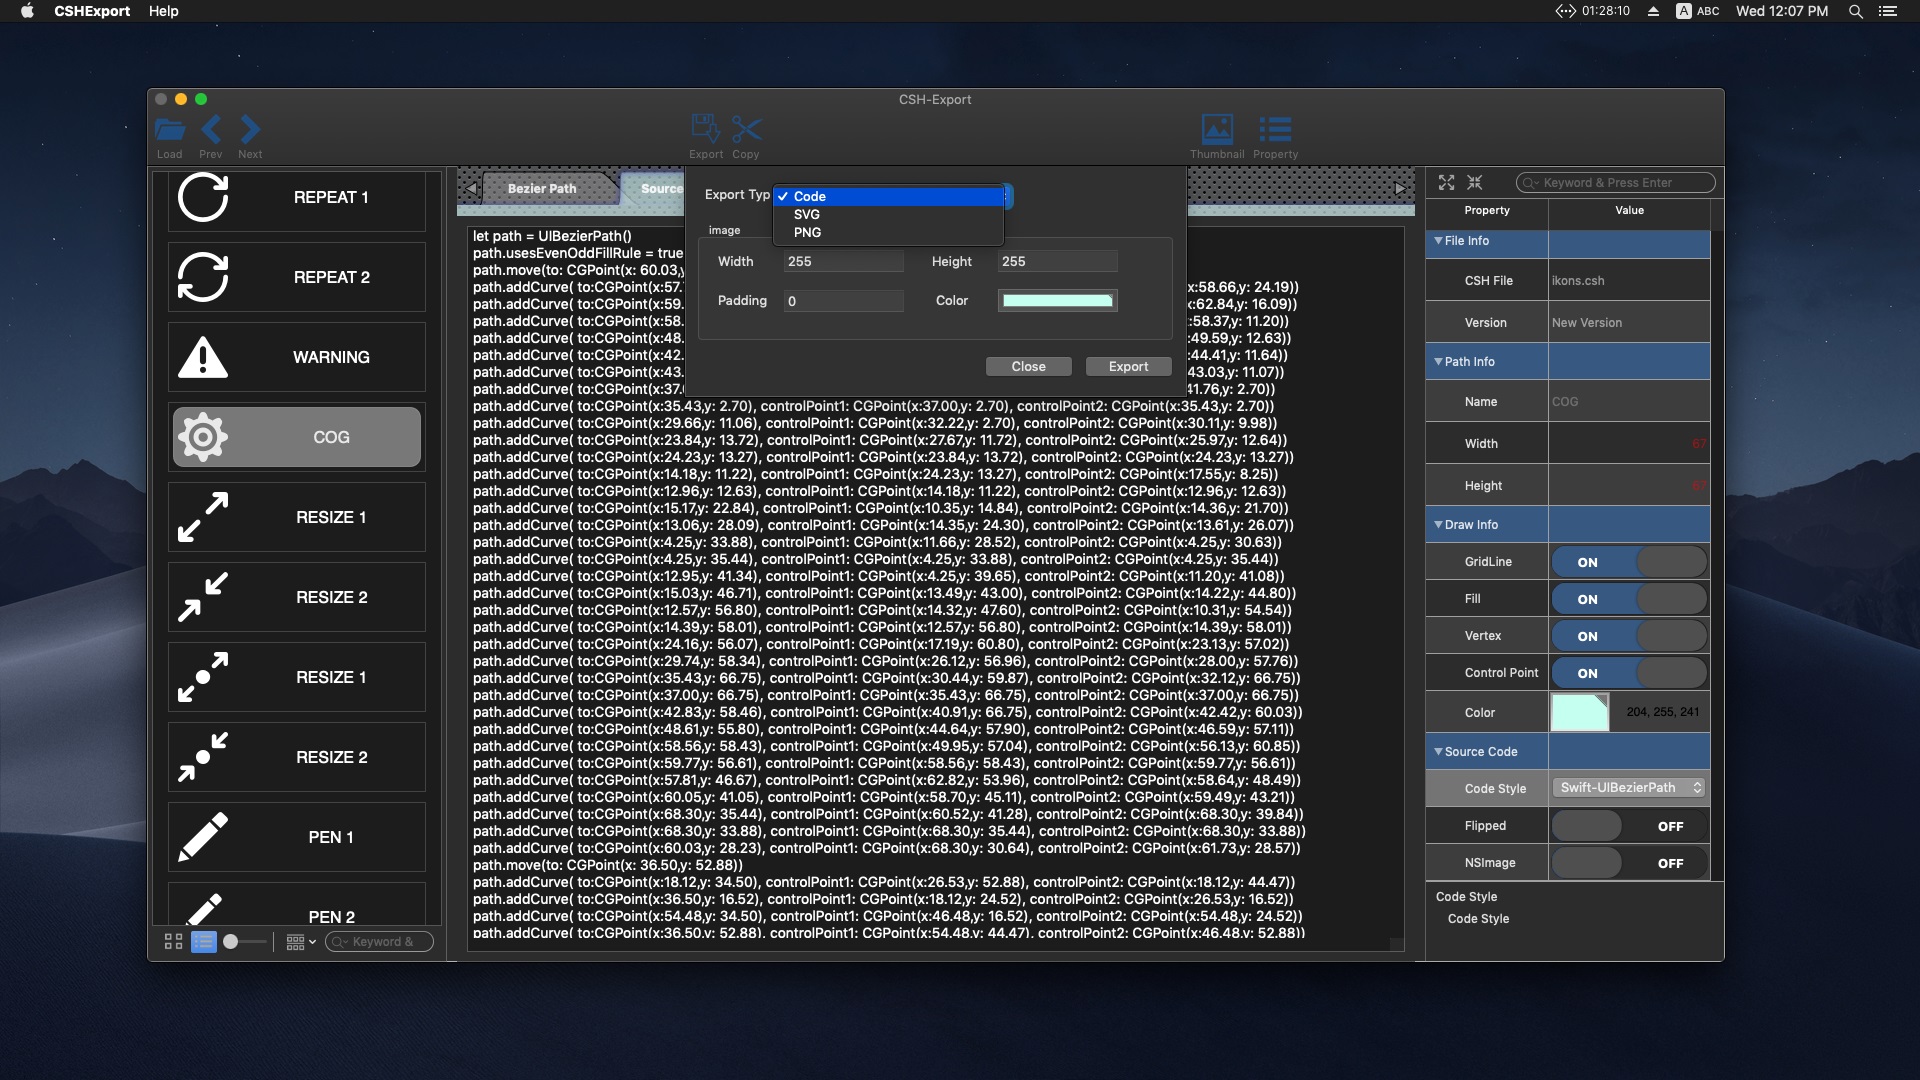 CSHExport Help
01:28:10 A ABC Wed 12:07 PM
CSH-Export
Load Prev Next Export Copy Thumbnail Property
REPEAT 1
REPEAT 2
WARNING
COG
RESIZE 1
RESIZE 2
RESIZE 1
RESIZE 2
PEN 1
PEN 2
Keyword &
Bezier Path Source
Export Typ
Code
SVG
PNG
image
Width 255 Height 255
Padding 0 Color
Close Export
let path = UIBezierPath()
path.usesEvenOddFillRule = true
path.move(to: CGPoint(x: 60.03,y
path.addCurve( to:CGPoint(x:57. x:58.66,y: 24.19))
path.addCurve( to:CGPoint(x:59. x:62.84,y: 16.09))
path.addCurve( to:CGPoint(x:58. :58.37,y: 11.20))
path.addCurve( to:CGPoint(x:48. 49.59,y: 12.63))
path.addCurve( to:CGPoint(x:42. 44.41,y: 11.64))
path.addCurve( to:CGPoint(x:43. 43.03,y: 11.07))
path.addCurve( to:CGPoint(x:37.0 41.76,y: 2.70))
path.addCurve( to:CGPoint(x:35.43,y: 2.70), controlPoint1: CGPoint(x:37.00,y: 2.70), controlPoint2: CGPoint(x:35.43,y: 2.70))
path.addCurve( to:CGPoint(x:29.66,y: 11.06), controlPoint1: CGPoint(x:32.22,y: 2.70), controlPoint2: CGPoint(x:30.11,y: 9.98))
path.addCurve( to:CGPoint(x:23.84,y: 13.72), controlPoint1: CGPoint(x:27.67,y: 11.72), controlPoint2: CGPoint(x:25.97,y: 12.64))
path.addCurve( to:CGPoint(x:24.23,y: 13.27), controlPoint1: CGPoint(x:23.84,y: 13.72), controlPoint2: CGPoint(x:24.23,y: 13.27))
path.addCurve( to:CGPoint(x:14.18,y: 11.22), controlPoint1: CGPoint(x:24.23,y: 13.27), controlPoint2: CGPoint(x:17.55,y: 8.25))
path.addCurve( to:CGPoint(x:12.96,y: 12.63), controlPoint1: CGPoint(x:14.18,y: 11.22), controlPoint2: CGPoint(x:12.96,y: 12.63))
path.addCurve( to:CGPoint(x:15.17,y: 22.84), controlPoint1: CGPoint(x:10.35,y: 14.84), controlPoint2: CGPoint(x:14.36,y: 21.70))
path.addCurve( to:CGPoint(x:13.06,y: 28.09), controlPoint1: CGPoint(x:14.35,y: 24.30), controlPoint2: CGPoint(x:13.61,y: 26.07))
path.addCurve( to:CGPoint(x:4.25,y: 33.88), controlPoint1: CGPoint(x:11.66,y: 28.52), controlPoint2: CGPoint(x:4.25,y: 30.63))
path.addCurve( to:CGPoint(x:4.25,y: 35.44), controlPoint1: CGPoint(x:4.25,y: 33.88), controlPoint2: CGPoint(x:4.25,y: 35.44))
path.addCurve( to:CGPoint(x:12.95,y: 41.34), controlPoint1: CGPoint(x:4.25,y: 39.65), controlPoint2: CGPoint(x:11.20,y: 41.08))
path.addCurve( to:CGPoint(x:15.03,y: 46.71), controlPoint1: CGPoint(x:13.49,y: 43.00), controlPoint2: CGPoint(x:14.22,y: 44.80))
path.addCurve( to:CGPoint(x:12.57,y: 56.80), controlPoint1: CGPoint(x:14.32,y: 47.60), controlPoint2: CGPoint(x:10.31,y: 54.54))
path.addCurve( to:CGPoint(x:14.39,y: 58.01), controlPoint1: CGPoint(x:12.57,y: 56.80), controlPoint2: CGPoint(x:14.39,y: 58.01))
path.addCurve( to:CGPoint(x:24.16,y: 56.07), controlPoint1: CGPoint(x:17.19,y: 60.80), controlPoint2: CGPoint(x:23.13,y: 57.02))
path.addCurve( to:CGPoint(x:29.74,y: 58.34), controlPoint1: CGPoint(x:26.12,y: 56.96), controlPoint2: CGPoint(x:28.00,y: 57.76))
path.addCurve( to:CGPoint(x:35.43,y: 66.75), controlPoint1: CGPoint(x:30.44,y: 59.87), controlPoint2: CGPoint(x:32.12,y: 66.75))
path.addCurve( to:CGPoint(x:37.00,y: 66.75), controlPoint1: CGPoint(x:35.43,y: 66.75), controlPoint2: CGPoint(x:37.00,y: 66.75))
path.addCurve( to:CGPoint(x:42.83,y: 58.46), controlPoint1: CGPoint(x:40.91,y: 66.75), controlPoint2: CGPoint(x:42.42,y: 60.03))
path.addCurve( to:CGPoint(x:48.61,y: 55.80), controlPoint1: CGPoint(x:44.64,y: 57.90), controlPoint2: CGPoint(x:46.59,y: 57.11))
path.addCurve( to:CGPoint(x:58.56,y: 58.43), controlPoint1: CGPoint(x:49.95,y: 57.04), controlPoint2: CGPoint(x:56.13,y: 60.85))
path.addCurve( to:CGPoint(x:59.77,y: 56.61), controlPoint1: CGPoint(x:58.56,y: 58.43), controlPoint2: CGPoint(x:59.77,y: 56.61))
path.addCurve( to:CGPoint(x:57.81,y: 46.67), controlPoint1: CGPoint(x:62.82,y: 53.96), controlPoint2: CGPoint(x:58.64,y: 48.49))
path.addCurve( to:CGPoint(x:60.05,y: 41.05), controlPoint1: CGPoint(x:58.70,y: 45.11), controlPoint2: CGPoint(x:59.49,y: 43.21))
path.addCurve( to:CGPoint(x:68.30,y: 35.44), controlPoint1: CGPoint(x:60.52,y: 41.28), controlPoint2: CGPoint(x:68.30,y: 39.84))
path.addCurve( to:CGPoint(x:68.30,y: 33.88), controlPoint1: CGPoint(x:68.30,y: 35.44), controlPoint2: CGPoint(x:68.30,y: 33.88))
path.addCurve( to:CGPoint(x:60.03,y: 28.23), controlPoint1: CGPoint(x:68.30,y: 30.64), controlPoint2: CGPoint(x:61.73,y: 28.57))
path.move(to: CGPoint(x: 36.50,y: 52.88))
path.addCurve( to:CGPoint(x:18.12,y: 34.50), controlPoint1: CGPoint(x:26.53,y: 52.88), controlPoint2: CGPoint(x:18.12,y: 44.47))
path.addCurve( to:CGPoint(x:36.50,y: 16.52), controlPoint1: CGPoint(x:18.12,y: 24.52), controlPoint2: CGPoint(x:26.53,y: 16.52))
path.addCurve( to:CGPoint(x:54.48,y: 34.50), controlPoint1: CGPoint(x:46.48,y: 16.52), controlPoint2: CGPoint(x:54.48,y: 24.52))
path.addCurve( to:CGPoint(x:36.50,y: 52.88), controlPoint1: CGPoint(x:54.48,y: 44.47), controlPoint2: CGPoint(x:46.48,y: 52.88))
Keyword & Press Enter
Property Value
File Info
CSH File ikons.csh
Version New Version
Path Info
Name COG
Width 67
Height 67
Draw Info
GridLine ON
Fill ON
Vertex ON
Control Point ON
Color 204, 255, 241
Source Code
Code Style Swift-UIBezierPath
Flipped OFF
NSImage OFF
Code Style
Code Style